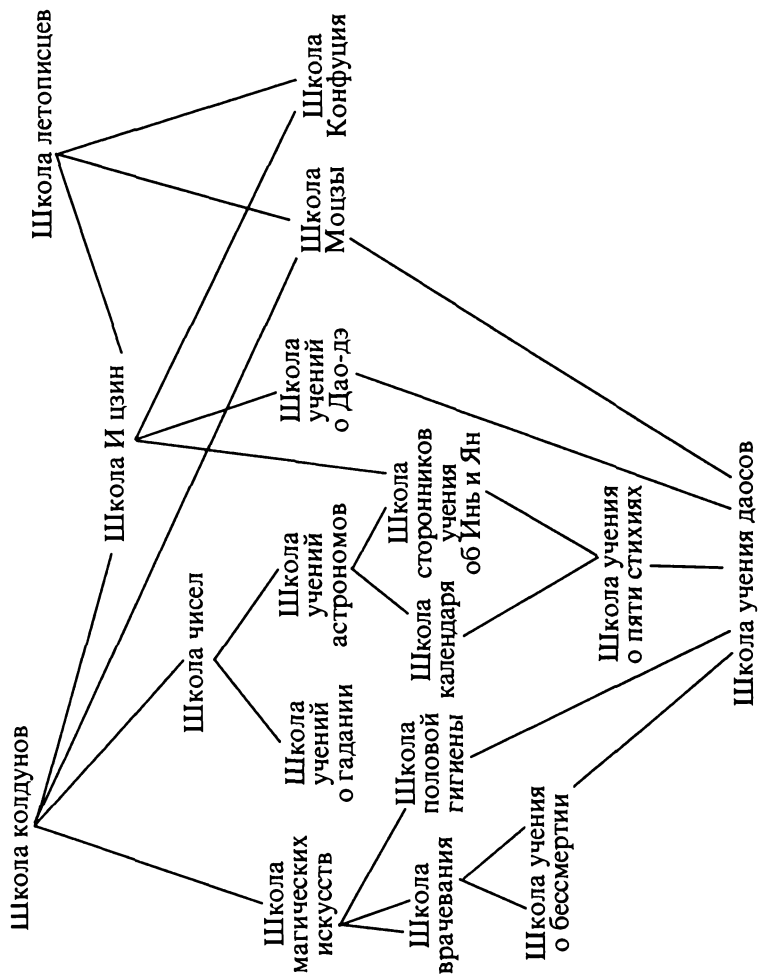 Школа колдунов
Школа летописцев
Школа И цзин
Школа чисел
Школа
магических
искусств
Школа
учений
о гадании
Школа
учений
астрономов
Школа
учений
о Дао-дэ
Школа
Моцзы
Школа
Конфуция
Школа
врачевания
Школа
половой
гигиены
Школа
календаря
Школа
сторонников
учения
об Инь и Ян
Школа учения
о бессмертии
Школа учения
о пяти стихиях
Школа учения даосов